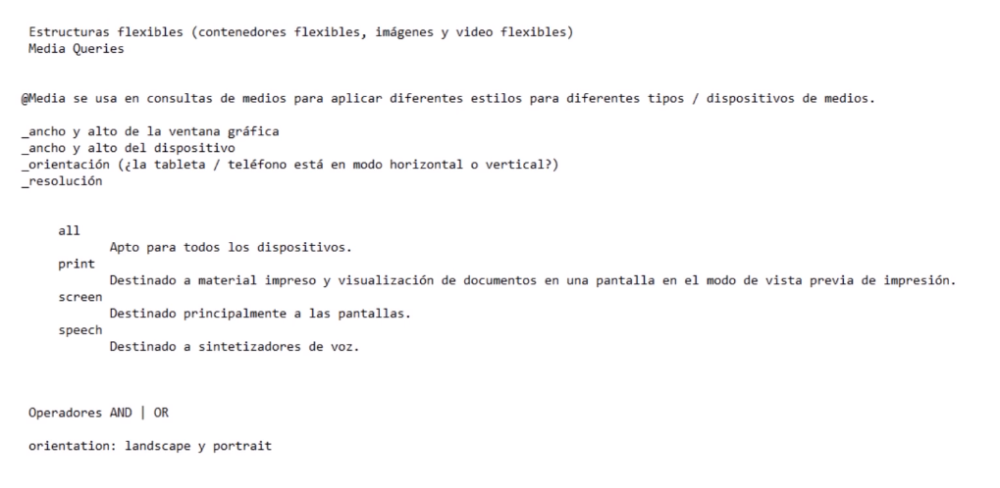 Estructuras flexibles (contenedores flexibles, imágenes y video flexibles)
Media Queries
@Media se usa en consultas de medios para aplicar diferentes estilos para diferentes tipos / dispositivos de medios.
_ancho y alto de la ventana gráfica
_ancho y alto del dispositivo
_orientación (¿la tableta / teléfono está en modo horizontal o vertical?)
_resolución
all
Apto para todos los dispositivos.
print
Destinado a material impreso y visualización de documentos en una pantalla en el modo de vista previa de impresión.
screen
Destinado principalmente a las pantallas.
speech
Destinado a sintetizadores de voz.
Operadores AND | OR
orientation: landscape y portrait